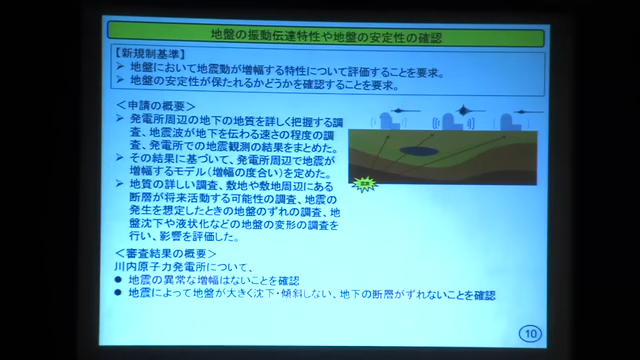 地盤の振動伝達特性や地盤の安定性の確認
【新規制基準】
➢ 地盤において地震動が増幅する特性について評価することを要求。
➢ 地盤の安定性が保たれるかどうかを確認することを要求。
＜申請の概要＞
➢ 発電所周辺の地下の地質を詳しく把握する調
査、地震波が地下を伝わる速さの程度の調
査、発電所での地震観測の結果をまとめた。
➢ その結果に基づいて、発電所周辺で地震が
増幅するモデル（増幅の度合い）を定めた。
➢ 地質の詳しい調査、敷地や敷地周辺にある
断層が将来活動する可能性の調査、地震の
発生を想定したときの地盤のずれの調査、地
盤沈下や液状化などの地盤の変形の調査を
行い、影響を評価した。
＜審査結果の概要＞
川内原子力発電所について、
● 地震の異常な増幅はないことを確認
● 地震によって地盤が大きく沈下・傾斜しない、地下の断層がずれないことを確認
10